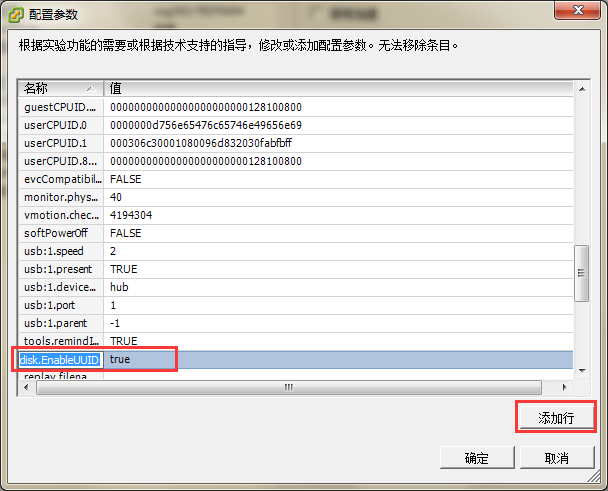 配置参数
根据实验功能的需要或根据技术支持的指导，修改或添加配置参数。无法移除条目。
名称 值
guestCPUID.... 00000000000000000000000128100800
userCPUID.0 0000000d756e65476c65746e49656e69
userCPUID.1 000306c30001080096d832030fabfbff
userCPUID.8... 00000000000000000000000128100800
evcCompatibil... FALSE
monitor.phys... 40
vmotion.chec... 4194304
softPowerOff FALSE
usb:1.speed 2
usb:1.present TRUE
usb:1.device... hub
usb:1.port 1
usb:1.parent -1
tools.remindI... TRUE
disk.EnableUUID true
replay.filena...
添加行
确定 取消